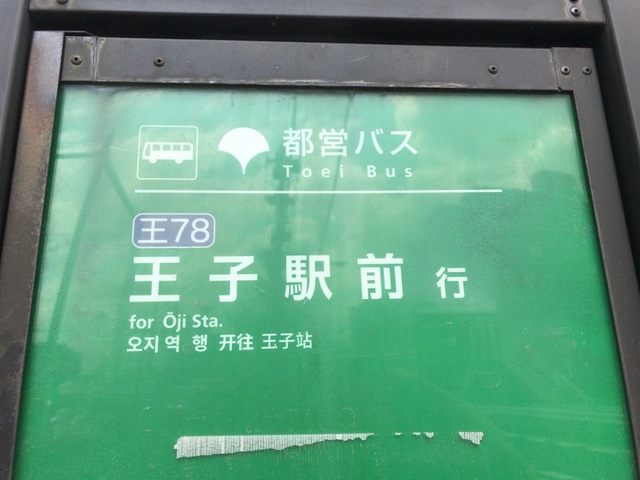 都営バス
Toei Bus
王78
王子駅前 行
for Ōji Sta.
오지 역 행 开往 玉子站